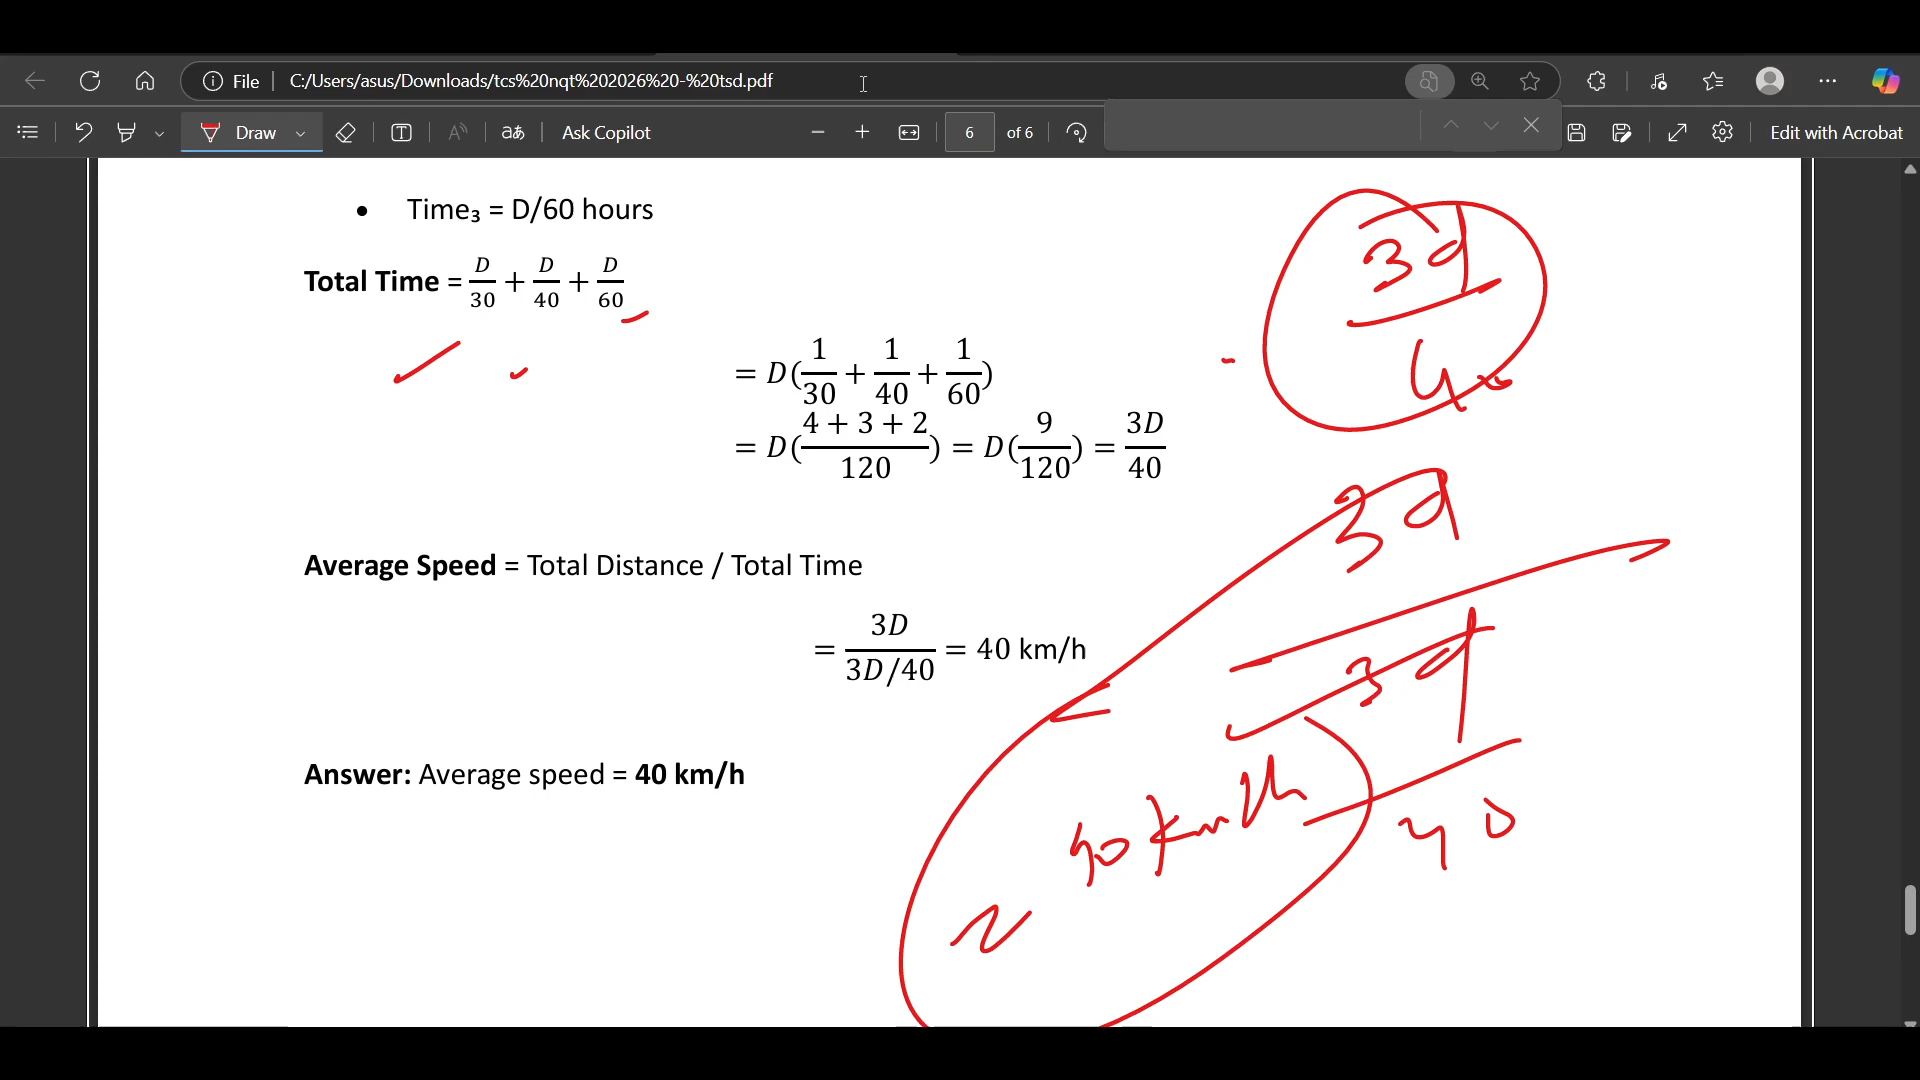 File C:/Users/asus/Downloads/tcs%20nqt%202026%20-%20tsd.pdf
Draw aあ Ask Copilot 6 of 6 Edit with Acrobat
• Time₃ = D/60 hours
Total Time = D/30 + D/40 + D/60
= D(1/30 + 1/40 + 1/60)
= D((4 + 3 + 2)/120) = D(9/120) = 3D/40
Average Speed = Total Distance / Total Time
= 3D/(3D/40) = 40 km/h
Answer: Average speed = 40 km/h
3d
3d
3d
40
40 km/h